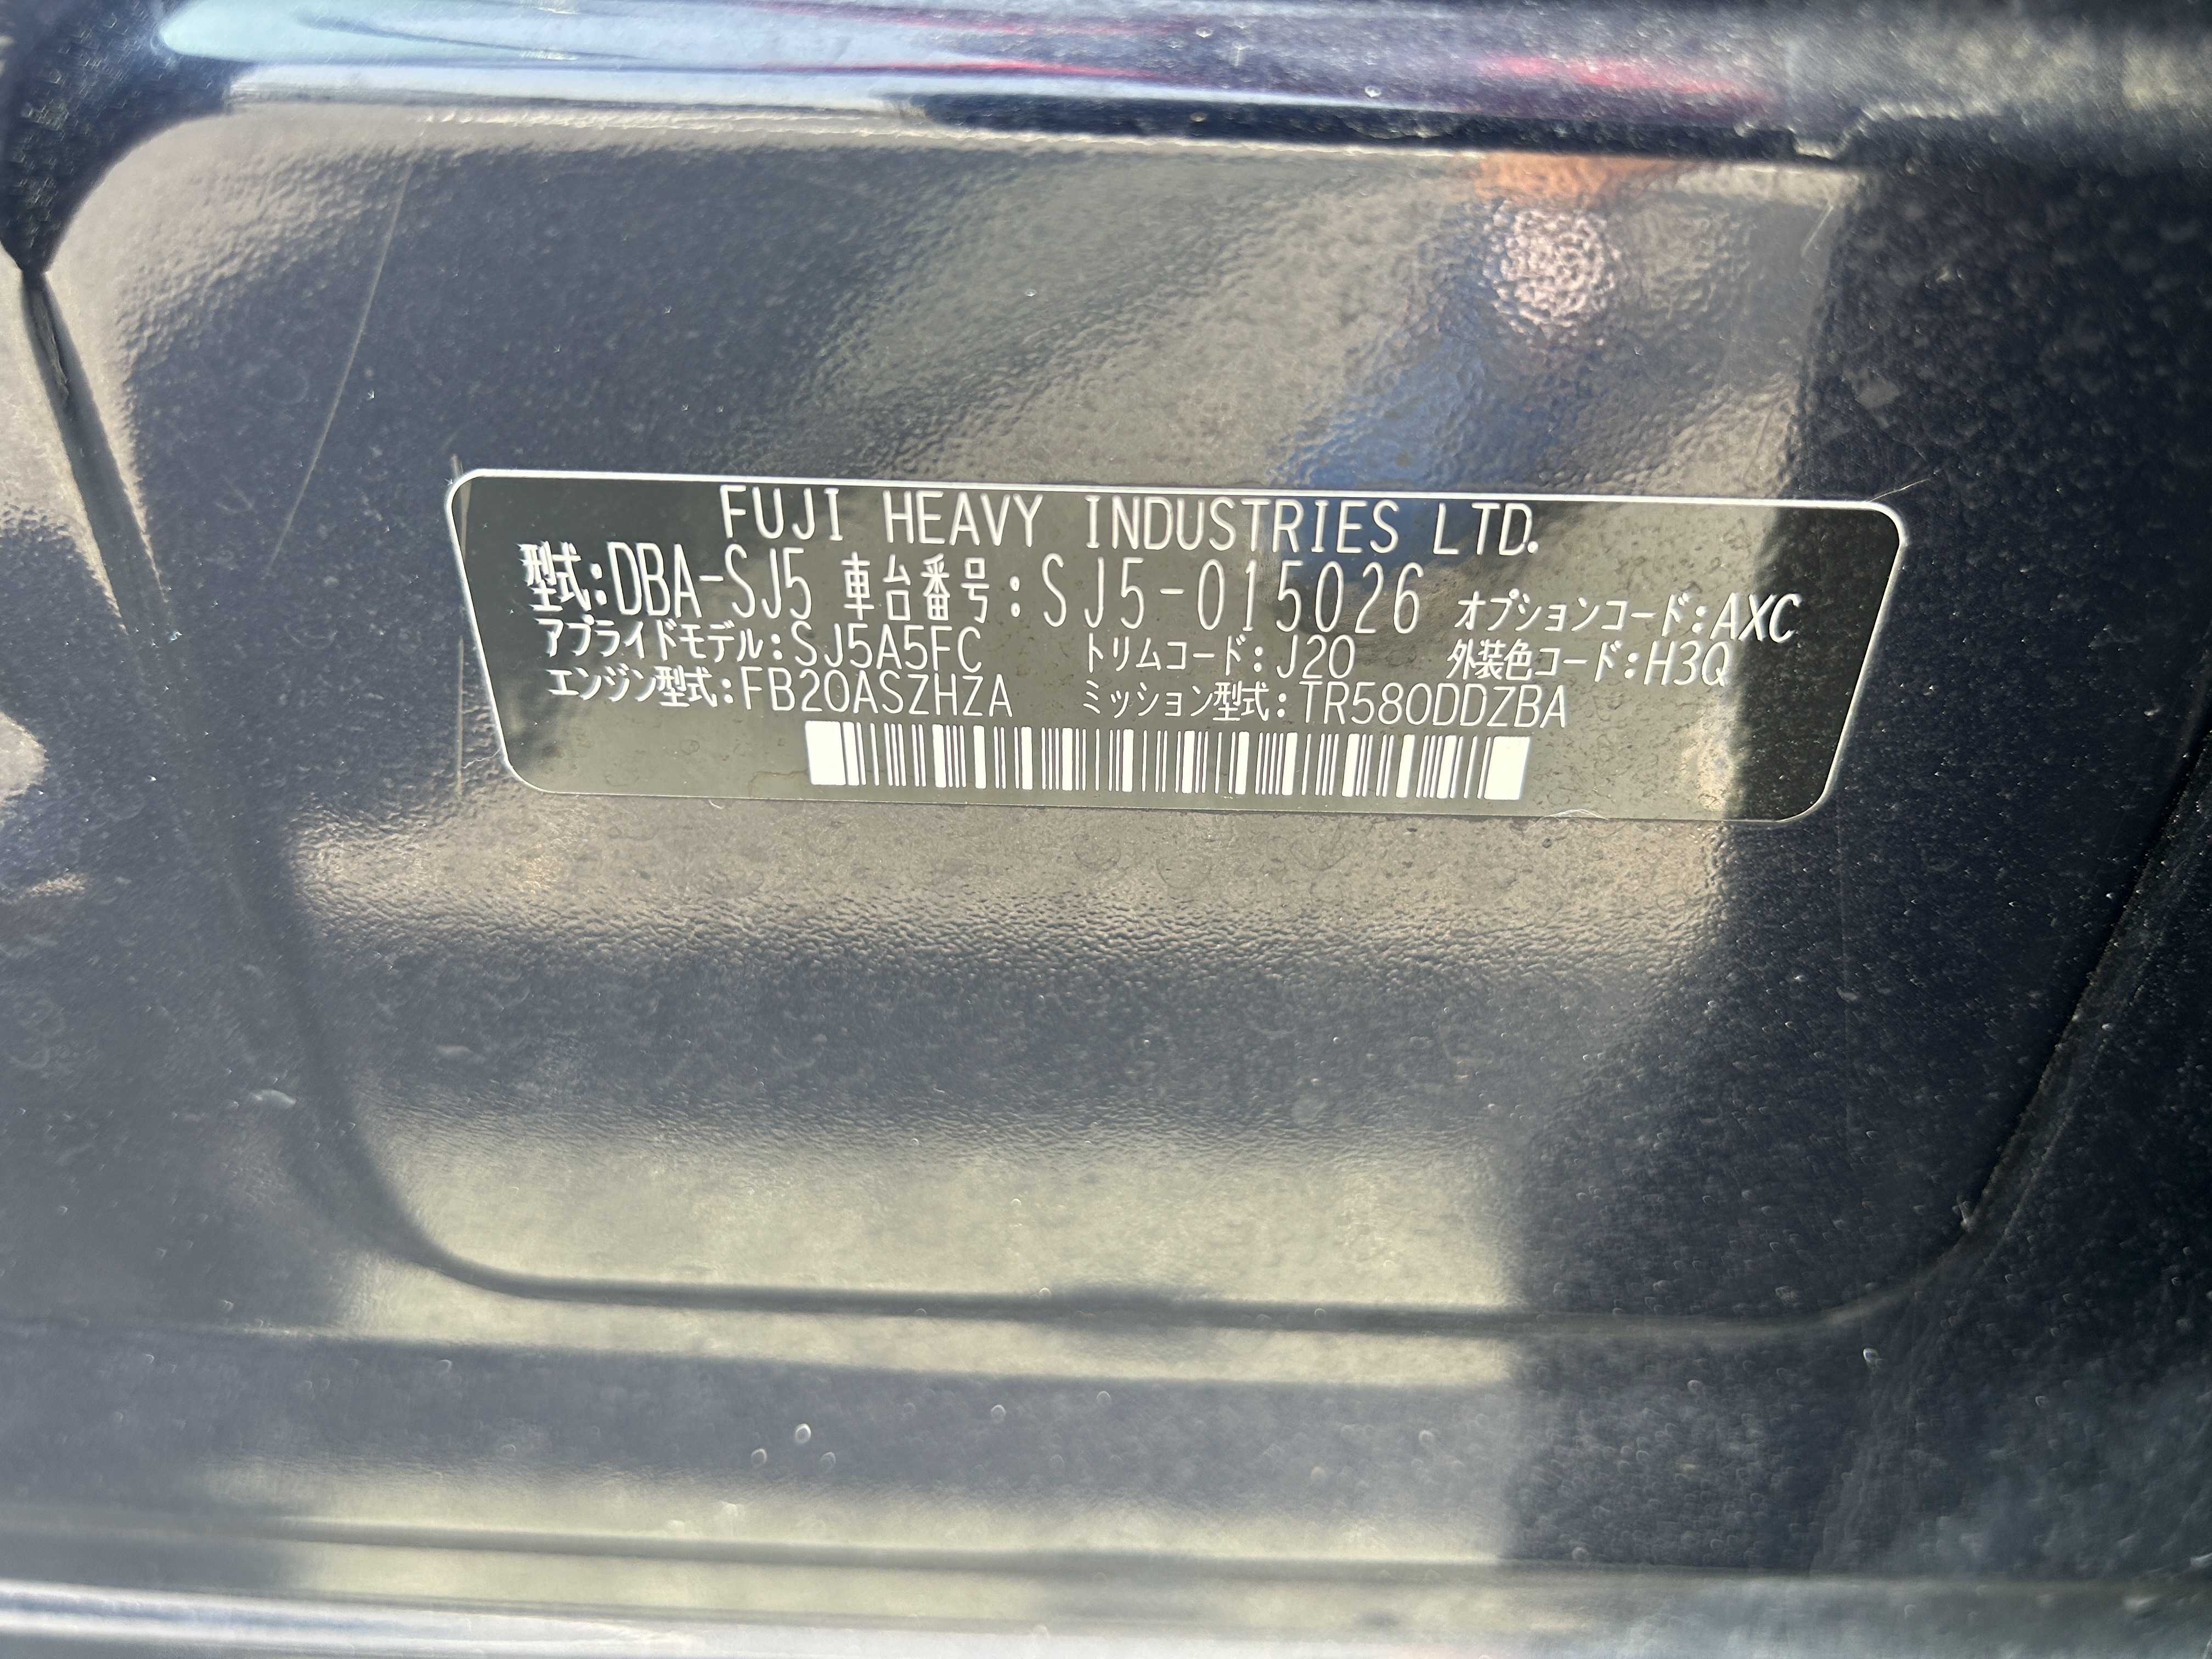 FUJI HEAVY INDUSTRIES LTD.
型式:DBA-SJ5 車台番号:SJ5-015026 オプションコード:AXC
アプライドモデル:SJ5A5FC トリムコード:J20 外装色コード:H3Q
エンジン型式:FB20ASZHZA ミッション型式:TR580DDZBA